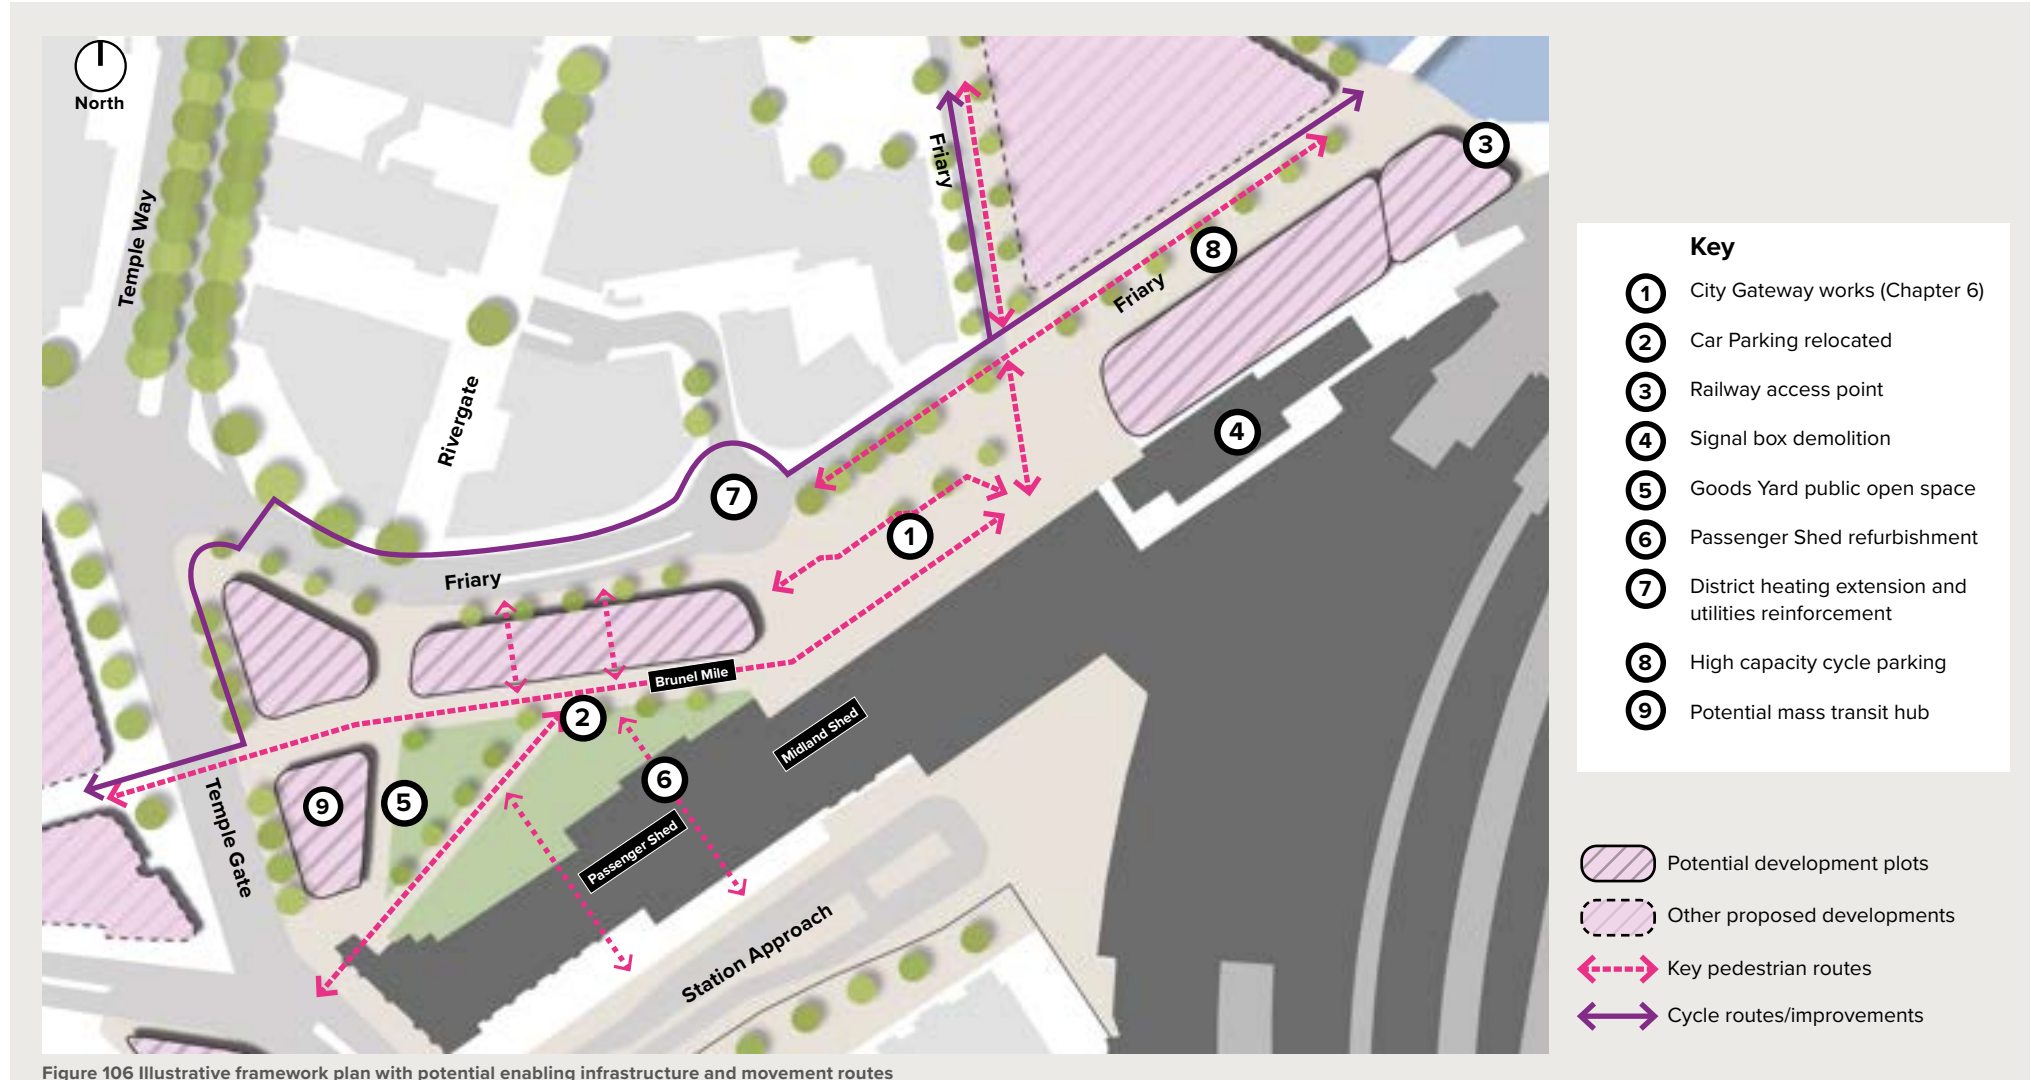 North
Temple Way
Rivergate
Friary
Friary
Friary
3
8
4
7
1
Brunel Mile
2
Midland Shed
6
Passenger Shed
9
5
Temple Gate
Station Approach
Key
1 City Gateway works (Chapter 6)
2 Car Parking relocated
3 Railway access point
4 Signal box demolition
5 Goods Yard public open space
6 Passenger Shed refurbishment
7 District heating extension and
utilities reinforcement
8 High capacity cycle parking
9 Potential mass transit hub
Potential development plots
Other proposed developments
Key pedestrian routes
Cycle routes/improvements
Figure 106 Illustrative framework plan with potential enabling infrastructure and movement routes